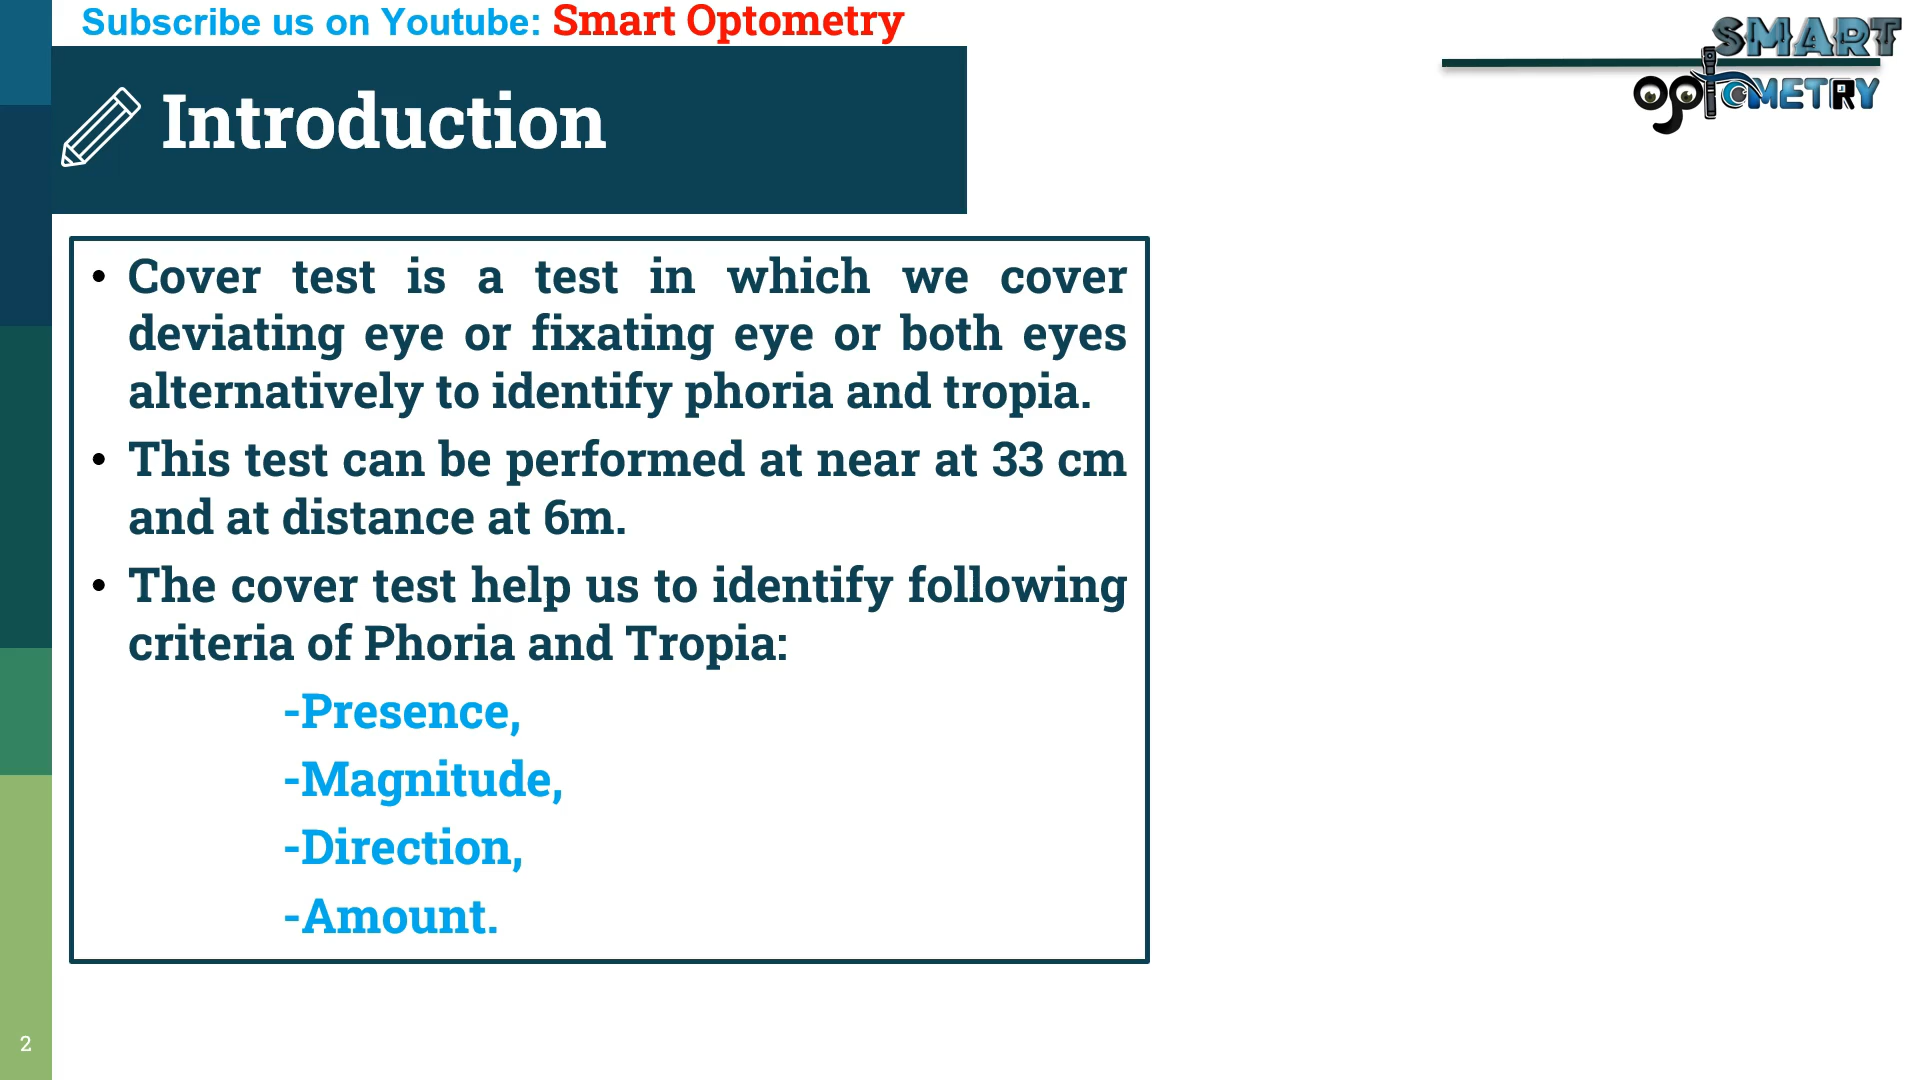 Subscribe us on Youtube: Smart Optometry
SMART
OptOMETRY
Introduction
• Cover test is a test in which we cover
deviating eye or fixating eye or both eyes
alternatively to identify phoria and tropia.
• This test can be performed at near at 33 cm
and at distance at 6m.
• The cover test help us to identify following
criteria of Phoria and Tropia:
-Presence,
-Magnitude,
-Direction,
-Amount.
2